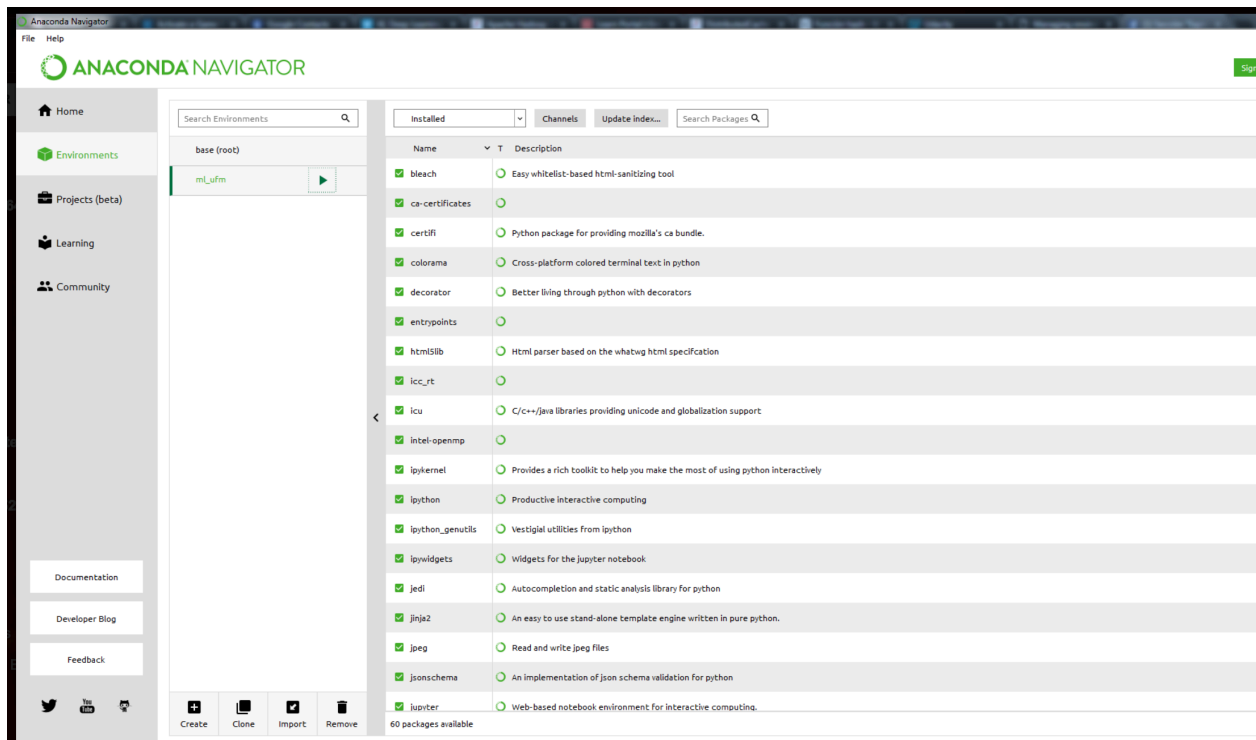 Anaconda Navigator
File Help
ANACONDA NAVIGATOR
Home
Environments
Projects (beta)
Learning
Community
Documentation
Developer Blog
Feedback
You
Tube
Search Environments
base (root)
ml_ufm
Create Clone Import Remove
Installed Channels Update index... Search Packages
Name T Description
bleach Easy whitelist-based html-sanitizing tool
ca-certificates
certifi Python package for providing mozilla's ca bundle.
colorama Cross-platform colored terminal text in python
decorator Better living through python with decorators
entrypoints
html5lib Html parser based on the whatwg html specifcation
icc_rt
icu C/c++/java libraries providing unicode and globalization support
intel-openmp
ipykernel Provides a rich toolkit to help you make the most of using python interactively
ipython Productive interactive computing
ipython_genutils Vestigial utilities from ipython
ipywidgets Widgets for the jupyter notebook
jedi Autocompletion and static analysis library for python
jinja2 An easy to use stand-alone template engine written in pure python.
jpeg Read and write jpeg files
jsonschema An implementation of json schema validation for python
jupyter Web-based notebook environment for interactive computing.
60 packages available